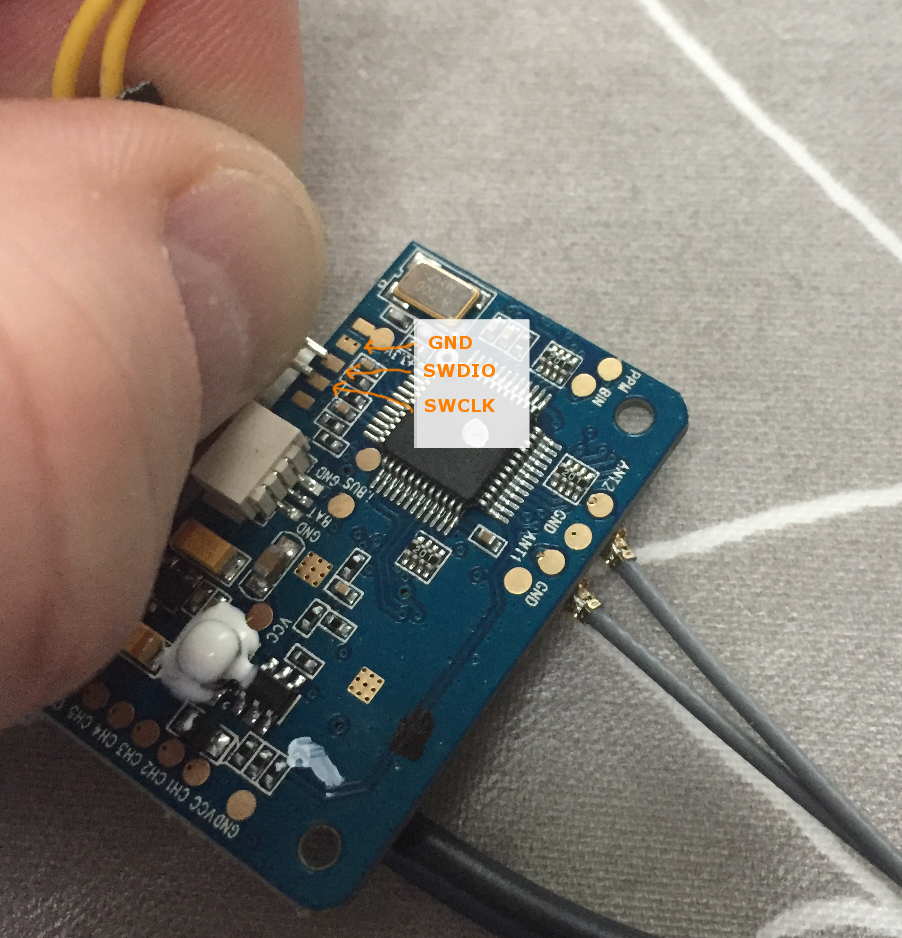 GND
SWDIO
SWCLK
PPM
BIN
ANT2
GND
ANT1
GND
I.BUS GND
BAT
GND
VCC
CH5 CH4 CH3 CH2 CH1 VCC GND